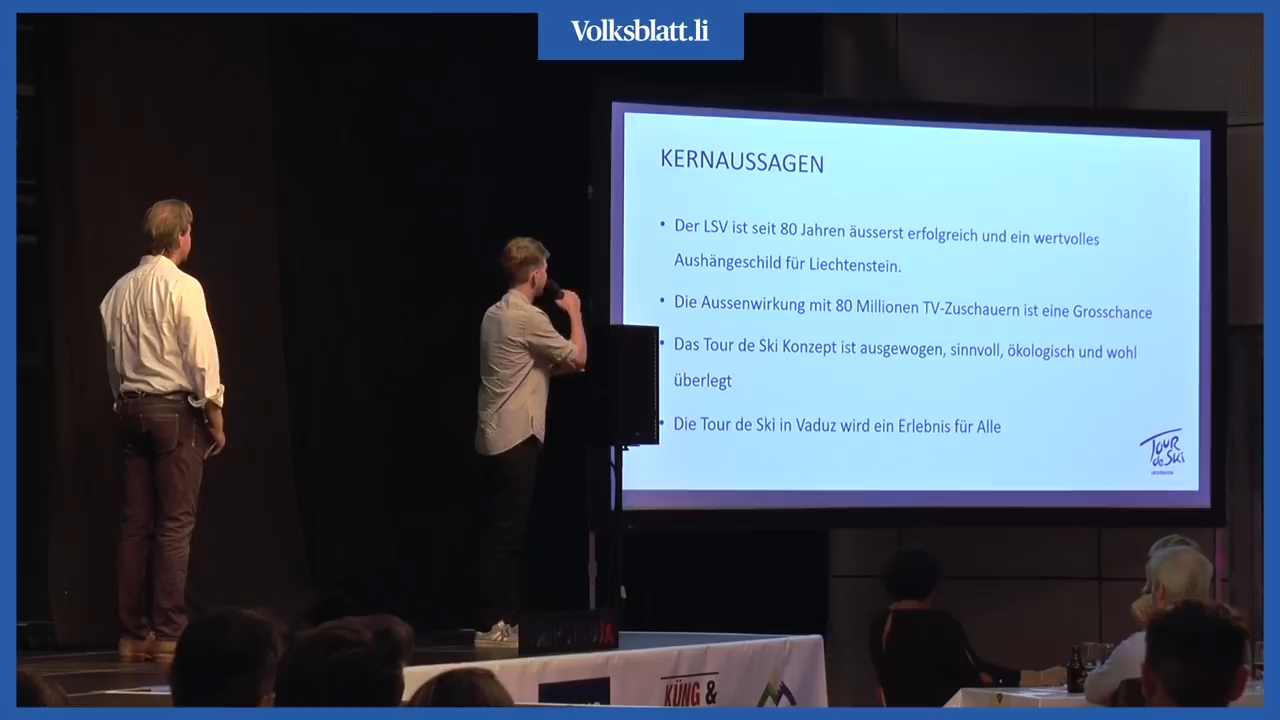 Volksblatt.li
KERNAUSSAGEN
• Der LSV ist seit 80 Jahren äusserst erfolgreich und ein wertvolles
Aushängeschild für Liechtenstein.
• Die Aussenwirkung mit 80 Millionen TV-Zuschauern ist eine Grosschance
• Das Tour de Ski Konzept ist ausgewogen, sinnvoll, ökologisch und wohl
überlegt
• Die Tour de Ski in Vaduz wird ein Erlebnis für Alle
Tour
de Ski
LIECHTENSTEIN
KÜNG &